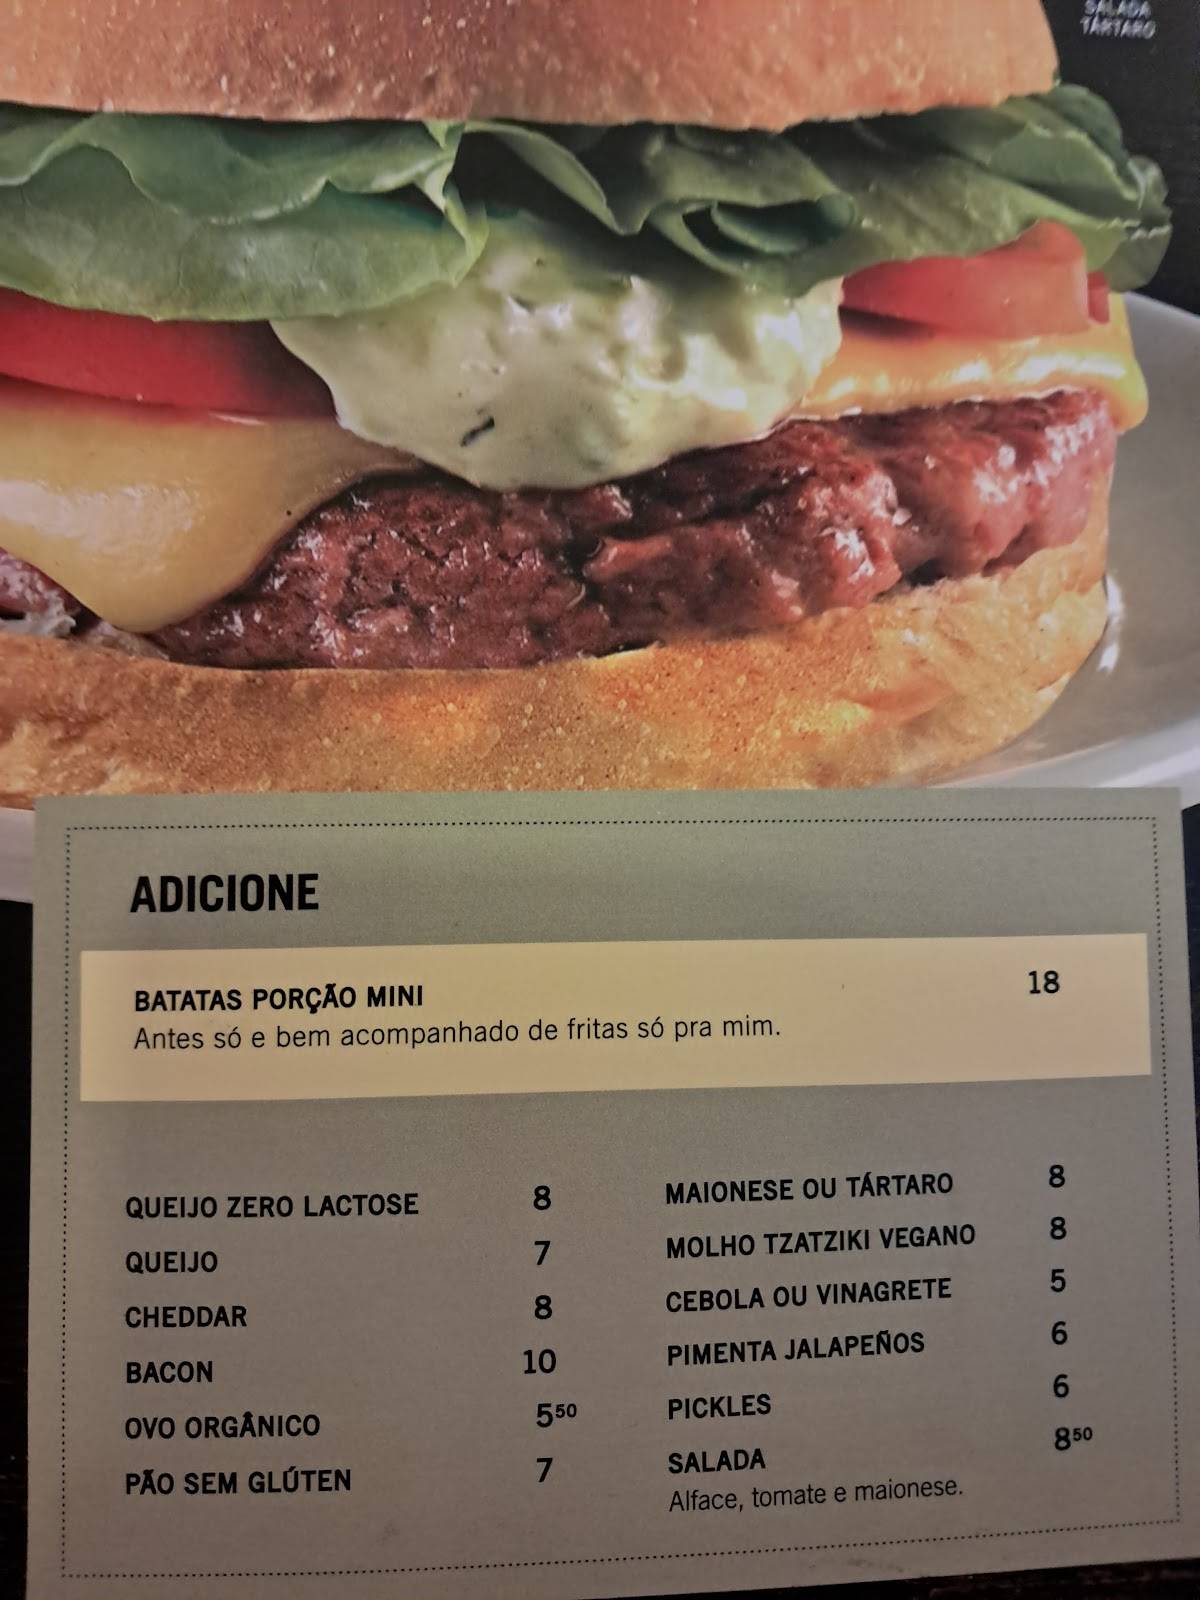 SALADA
TÁRTARO
ADICIONE
BATATAS PORÇÃO MINI 18
Antes só e bem acompanhado de fritas só pra mim.
QUEIJO ZERO LACTOSE 8
QUEIJO 7
CHEDDAR 8
BACON 10
OVO ORGÂNICO 5⁵⁰
PÃO SEM GLÚTEN 7
MAIONESE OU TÁRTARO 8
MOLHO TZATZIKI VEGANO 8
CEBOLA OU VINAGRETE 5
PIMENTA JALAPEÑOS 6
PICKLES 6
SALADA 8⁵⁰
Alface, tomate e maionese.